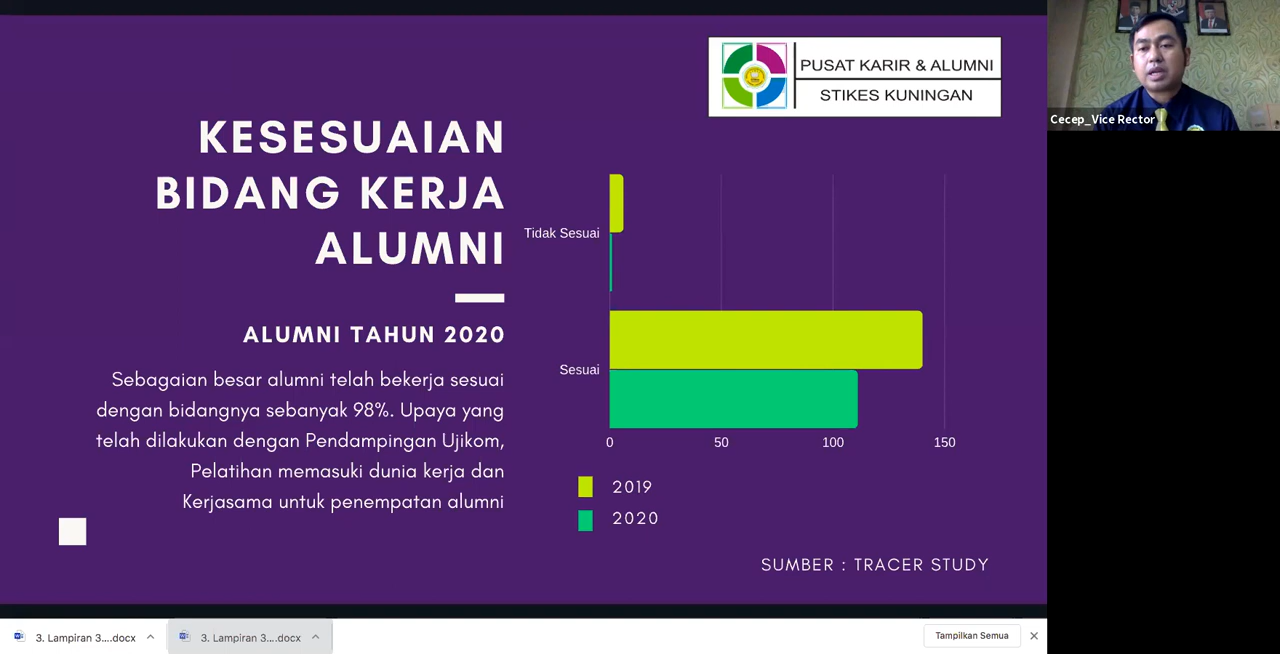 PUSAT KARIR & ALUMNI
STIKES KUNINGAN
Cecep_Vice Rector
KESESUAIAN
BIDANG KERJA
ALUMNI
ALUMNI TAHUN 2020
Sebagaian besar alumni telah bekerja sesuai
dengan bidangnya sebanyak 98%. Upaya yang
telah dilakukan dengan Pendampingan Ujikom,
Pelatihan memasuki dunia kerja dan
Kerjasama untuk penempatan alumni
Tidak Sesuai
Sesuai
0 50 100 150
2019
2020
SUMBER : TRACER STUDY
3. Lampiran 3....docx
3. Lampiran 3....docx
Tampilkan Semua